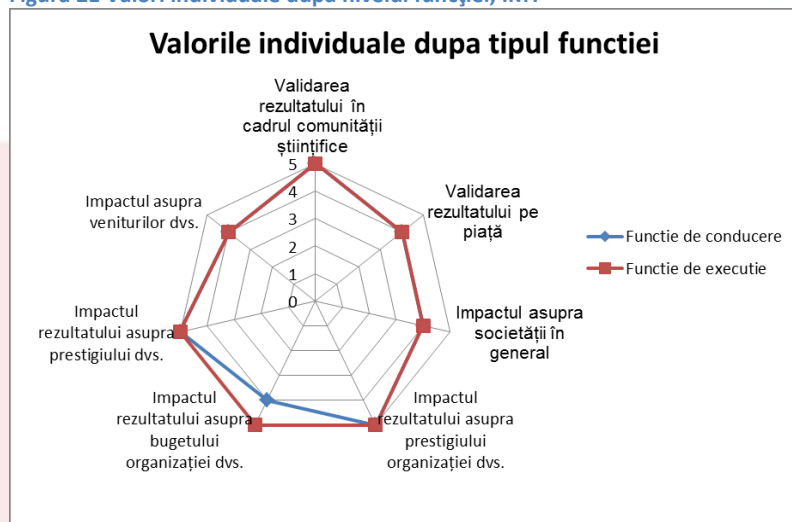 Valorile individuale dupa tipul functiei
Validarea
rezultatului în
cadrul comunității
științifice
5
4
3
2
1
0
Validarea
rezultatului pe
piață
Impactul asupra
societății în
general
Impactul
rezultatului asupra
prestigiului
organizației dvs.
Impactul
rezultatului asupra
bugetului
organizației dvs.
Impactul
rezultatului asupra
prestigiului dvs.
Impactul asupra
veniturilor dvs.
Functie de conducere
Functie de executie